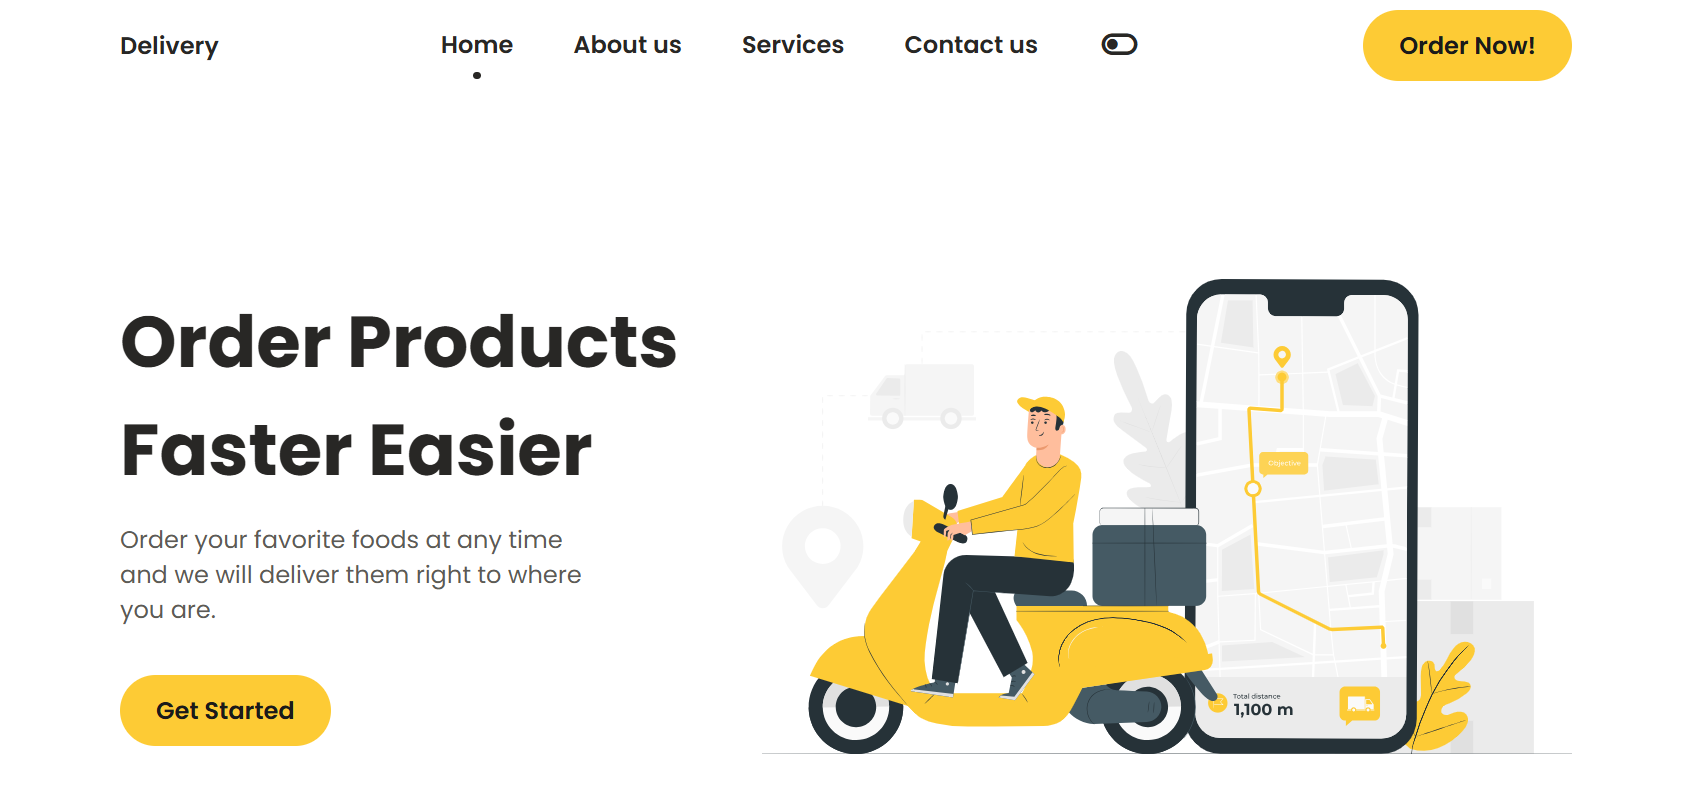 Delivery
Home
About us
Services
Contact us
Order Now!
Order Products
Faster Easier
Order your favorite foods at any time
and we will deliver them right to where
you are.
Get Started
Objective
Total distance
1,100 m